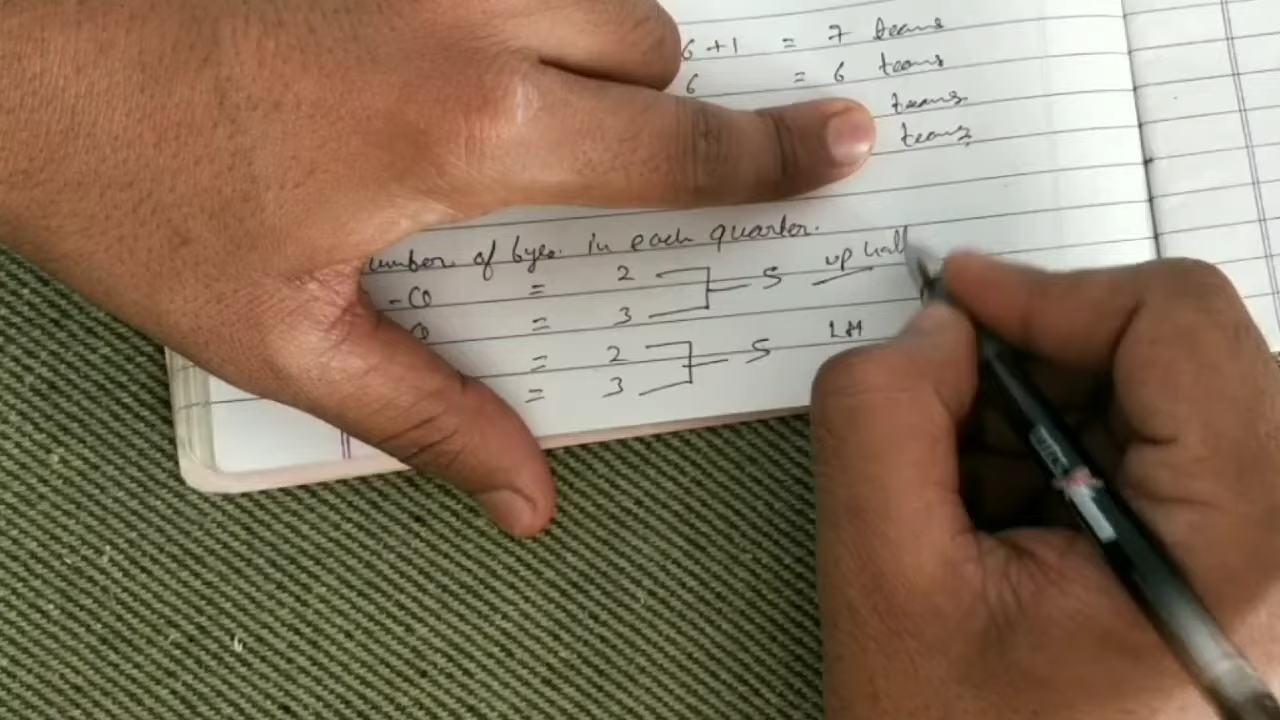 6 +1 = 7 teams
6 = 6 teams
teams
teams
umber of byes. in each quarter.
= 2
= 3
5 up hal
= 2
= 3
5 LH